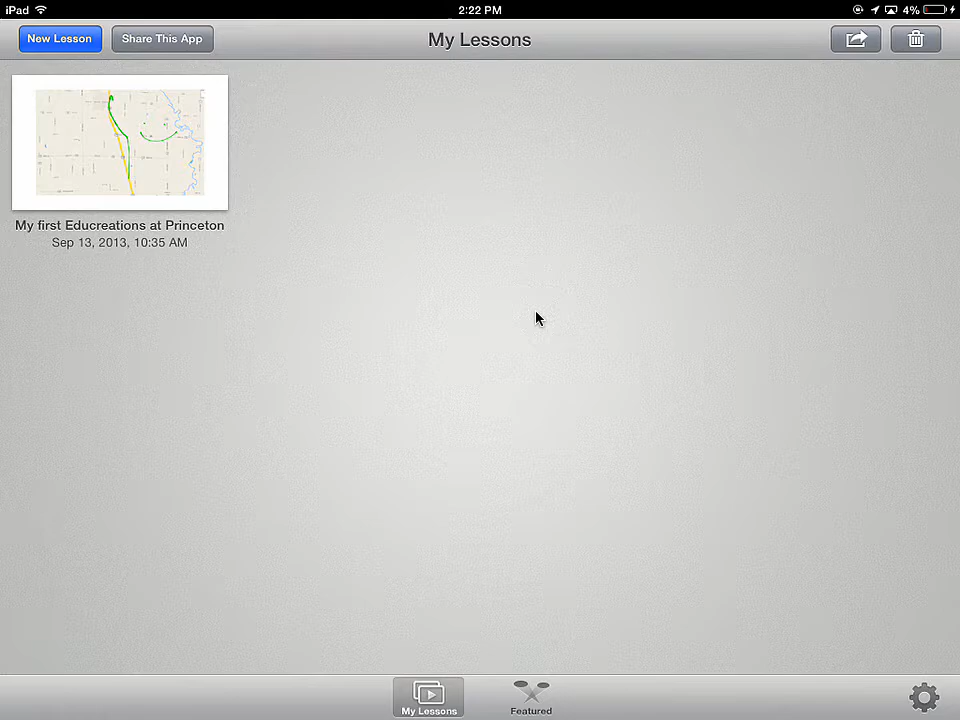 iPad 2:22 PM 4%
New Lesson Share This App My Lessons
My first Educreations at Princeton
Sep 13, 2013, 10:35 AM
My Lessons Featured